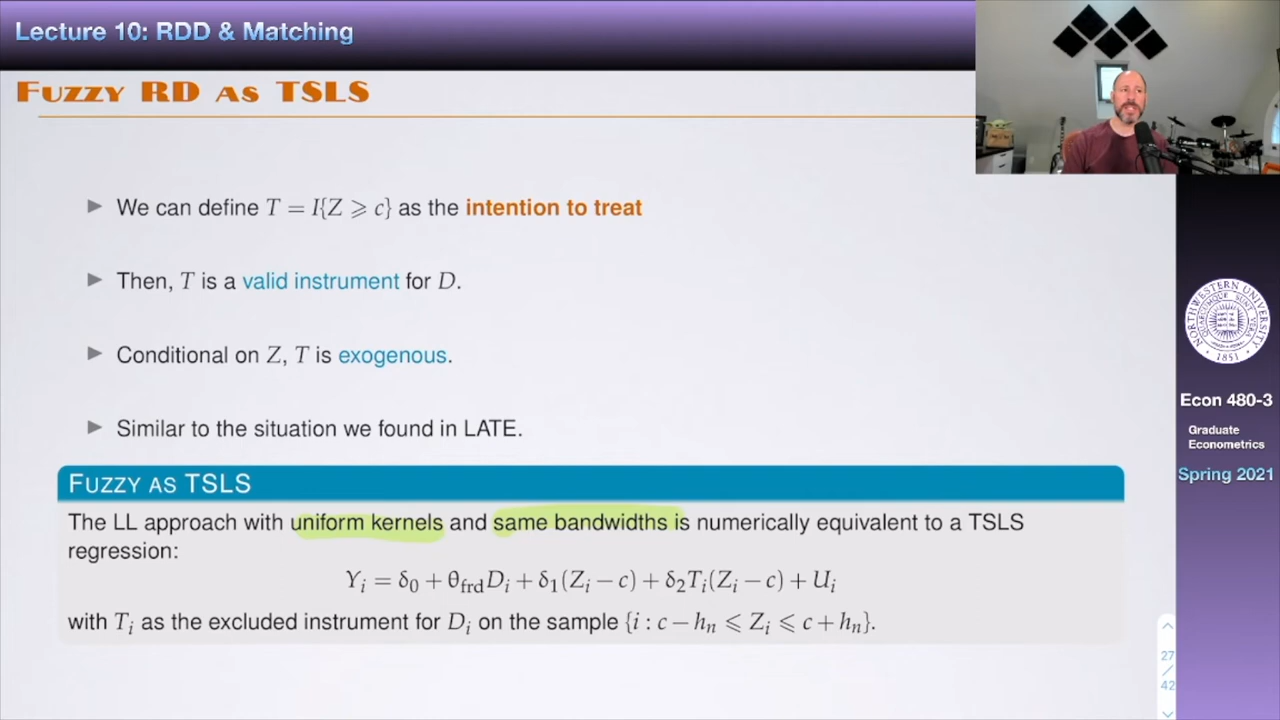 Lecture 10: RDD & Matching
Fuzzy RD as TSLS
▶ We can define T = I{Z ⩾ c} as the intention to treat
▶ Then, T is a valid instrument for D.
▶ Conditional on Z, T is exogenous.
▶ Similar to the situation we found in LATE.
Fuzzy as TSLS
The LL approach with uniform kernels and same bandwidths is numerically equivalent to a TSLS
regression:
Yᵢ = δ₀ + θ_frd Dᵢ + δ₁(Zᵢ − c) + δ₂Tᵢ(Zᵢ − c) + Uᵢ
with Tᵢ as the excluded instrument for Dᵢ on the sample {i : c − hₙ ⩽ Zᵢ ⩽ c + hₙ}.
NORTHWESTERN UNIVERSITY
1851
Econ 480-3
Graduate
Econometrics
Spring 2021
27
/
42